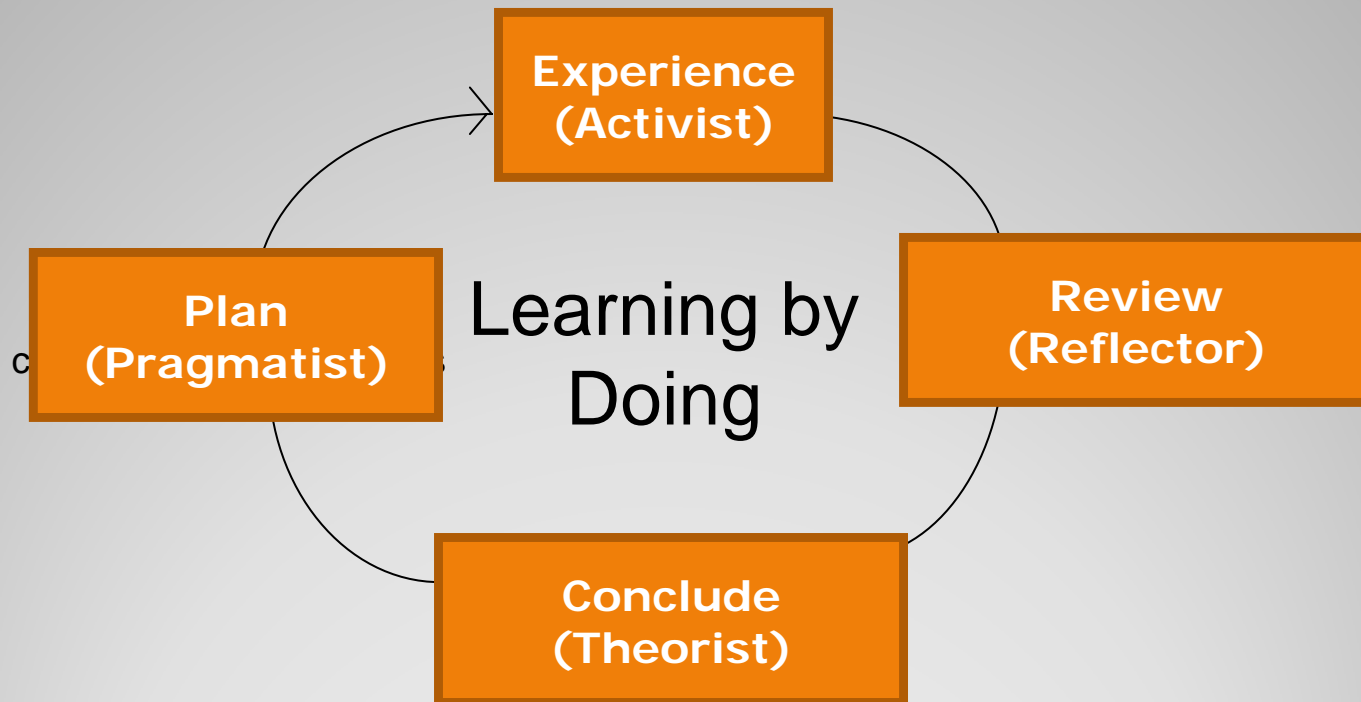 Experience
(Activist)
Plan
(Pragmatist)
Learning by
Doing
Review
(Reflector)
Conclude
(Theorist)